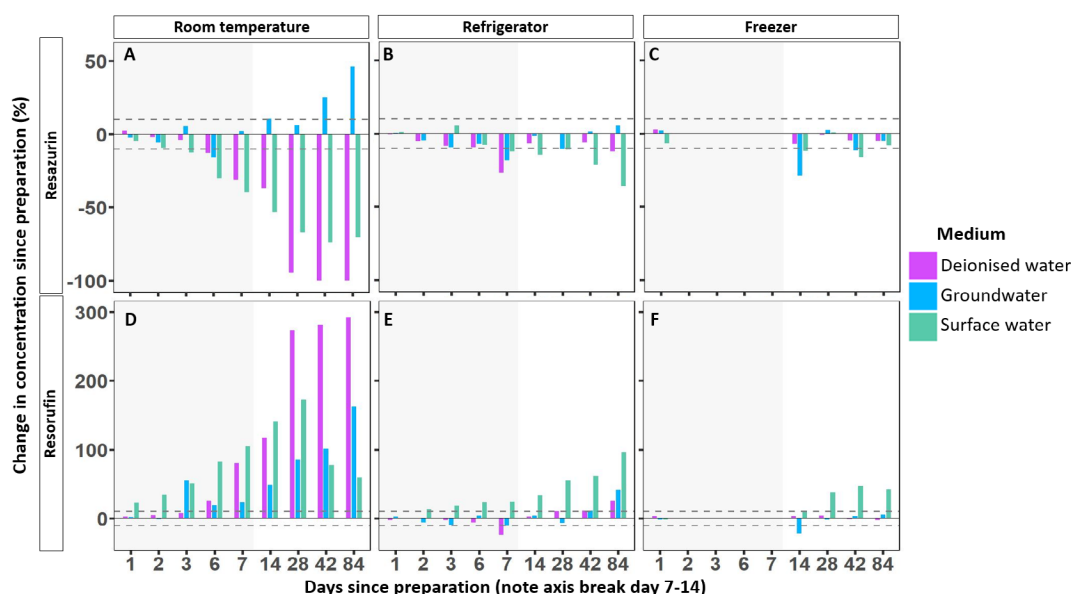 Room temperature
Refrigerator
Freezer
A
B
C
Change in concentration since preparation (%)
Resazurin
50
0
-50
-100
Medium
Deionised water
Groundwater
Surface water
D
E
F
Resorufin
300
200
100
0
1 2 3 6 7 14 28 42 84
1 2 3 6 7 14 28 42 84
1 2 3 6 7 14 28 42 84
Days since preparation (note axis break day 7-14)